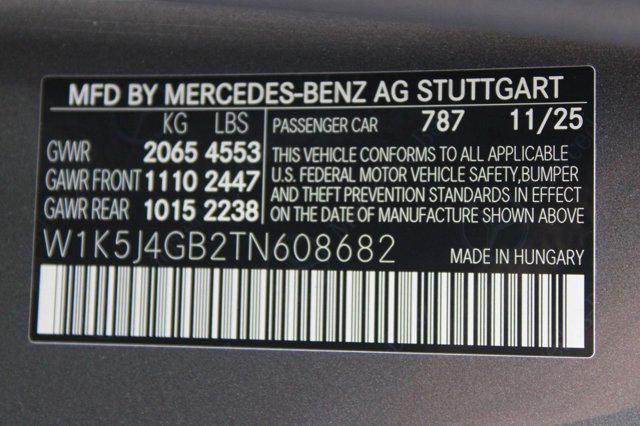 MFD BY MERCEDES-BENZ AG STUTTGART
KG LBS PASSENGER CAR 787 11/25
GVWR 2065 4553 THIS VEHICLE CONFORMS TO ALL APPLICABLE
GAWR FRONT 1110 2447 U.S. FEDERAL MOTOR VEHICLE SAFETY, BUMPER
GAWR REAR 1015 2238 AND THEFT PREVENTION STANDARDS IN EFFECT
ON THE DATE OF MANUFACTURE SHOWN ABOVE
W1K5J4GB2TN608682 MADE IN HUNGARY